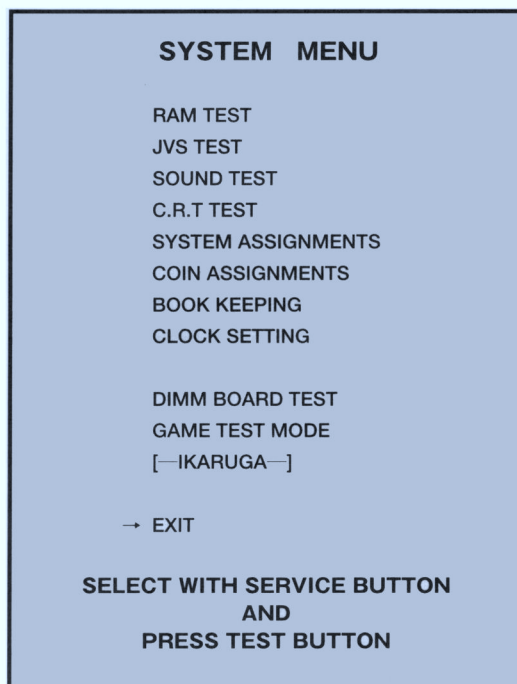 SYSTEM MENU
RAM TEST
JVS TEST
SOUND TEST
C.R.T TEST
SYSTEM ASSIGNMENTS
COIN ASSIGNMENTS
BOOK KEEPING
CLOCK SETTING
DIMM BOARD TEST
GAME TEST MODE
[—IKARUGA—]
→ EXIT
SELECT WITH SERVICE BUTTON
AND
PRESS TEST BUTTON